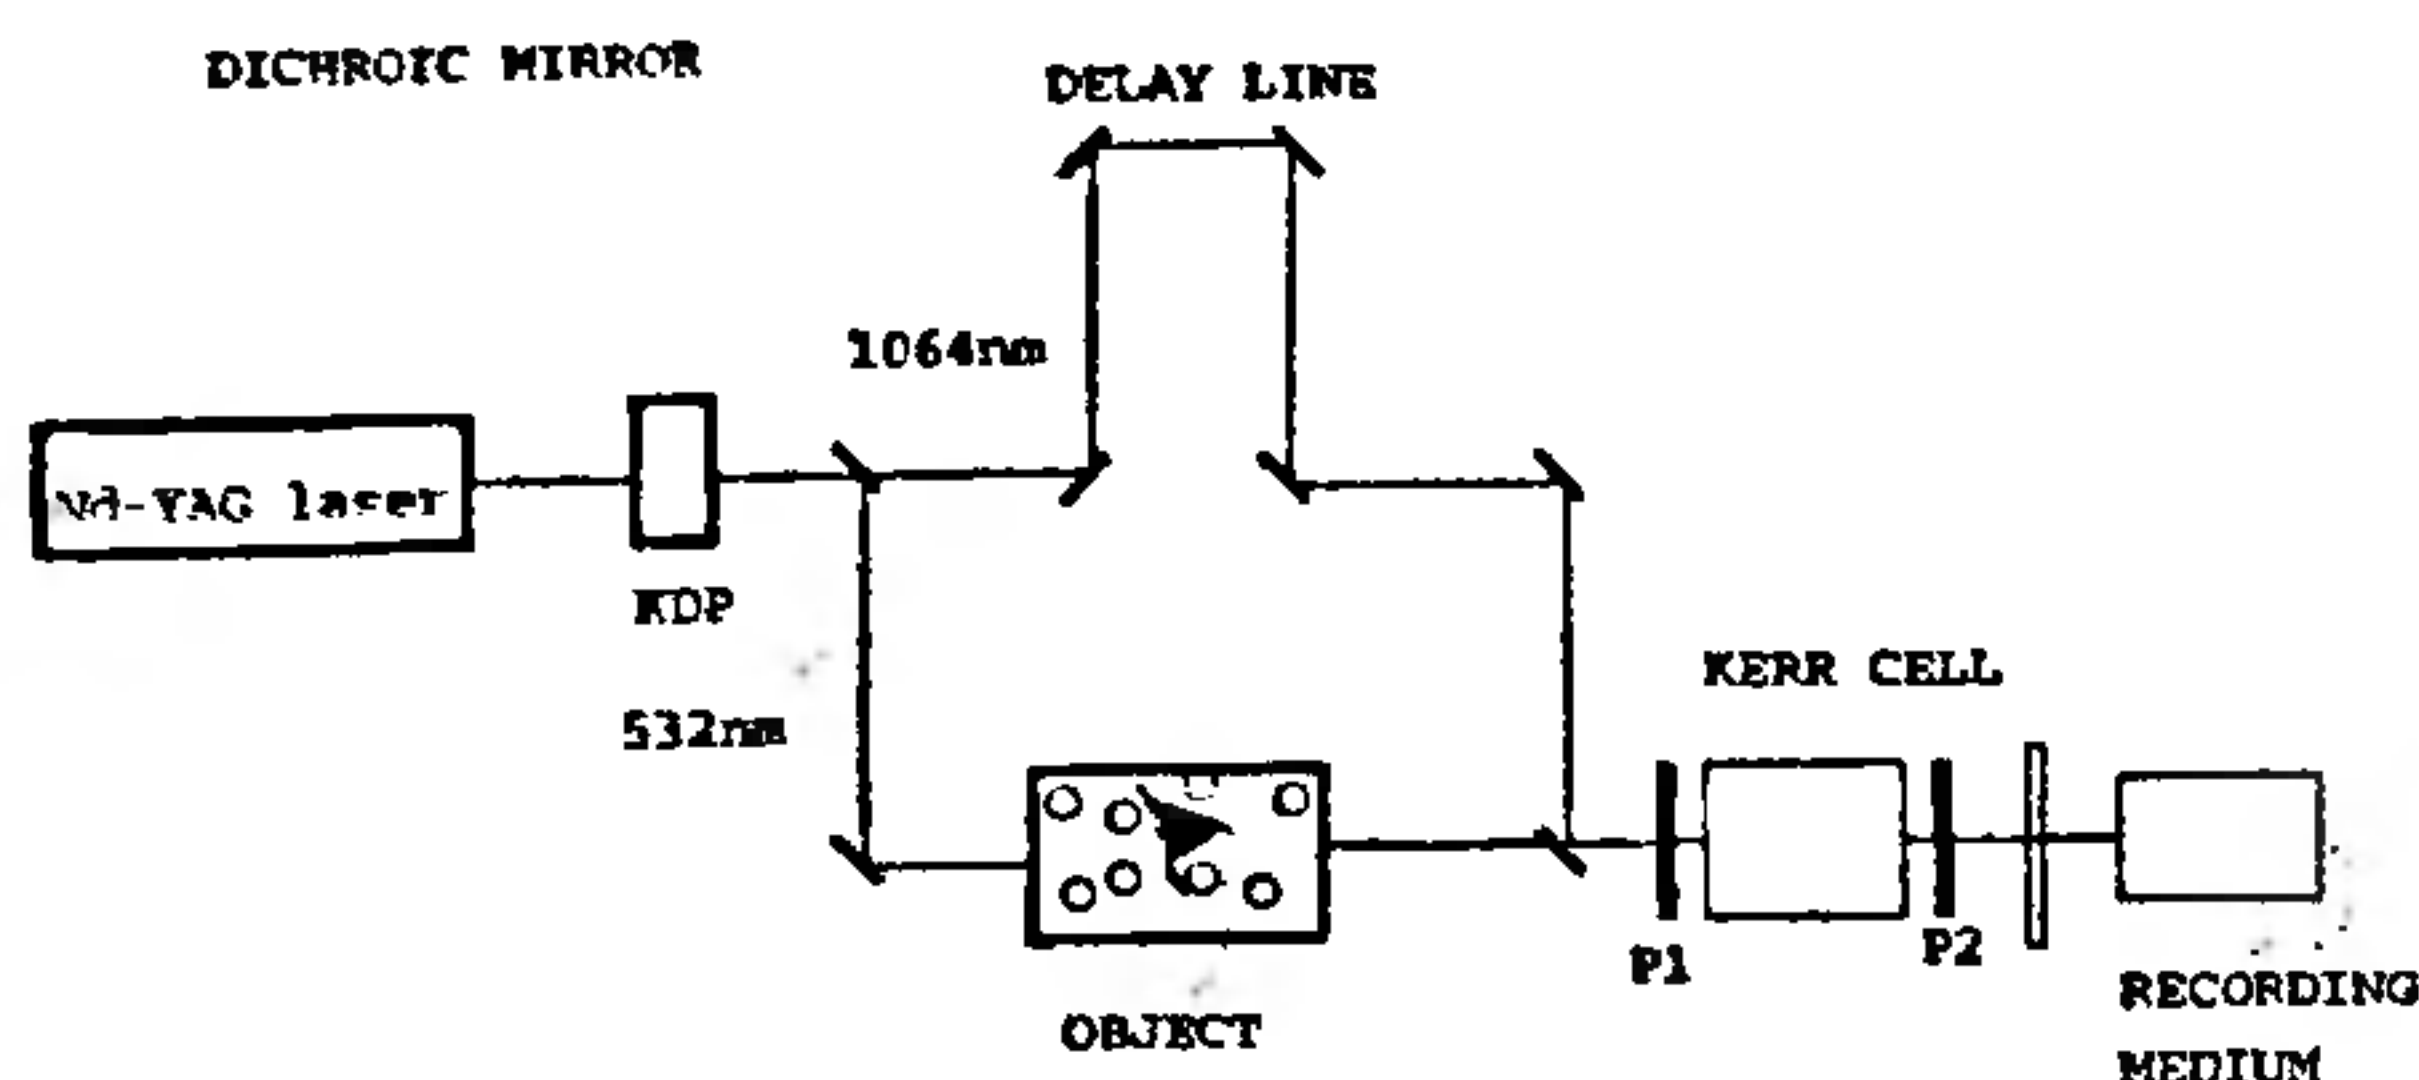 DICHROIC MIRROR
DELAY LINE
1064nm
Nd-YAG laser
KDP
532nm
KERR CELL
P1
P2
OBJECT
RECORDING
MEDIUM